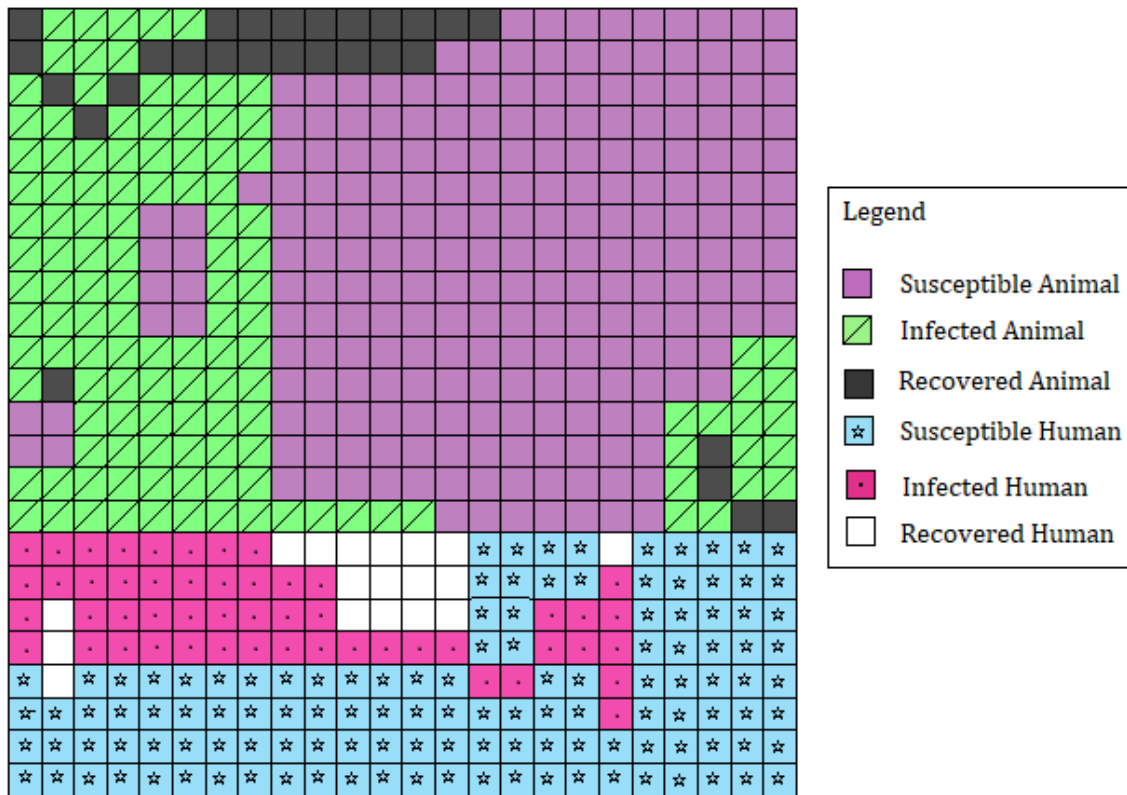 Legend
Susceptible Animal
Infected Animal
Recovered Animal
Susceptible Human
Infected Human
Recovered Human